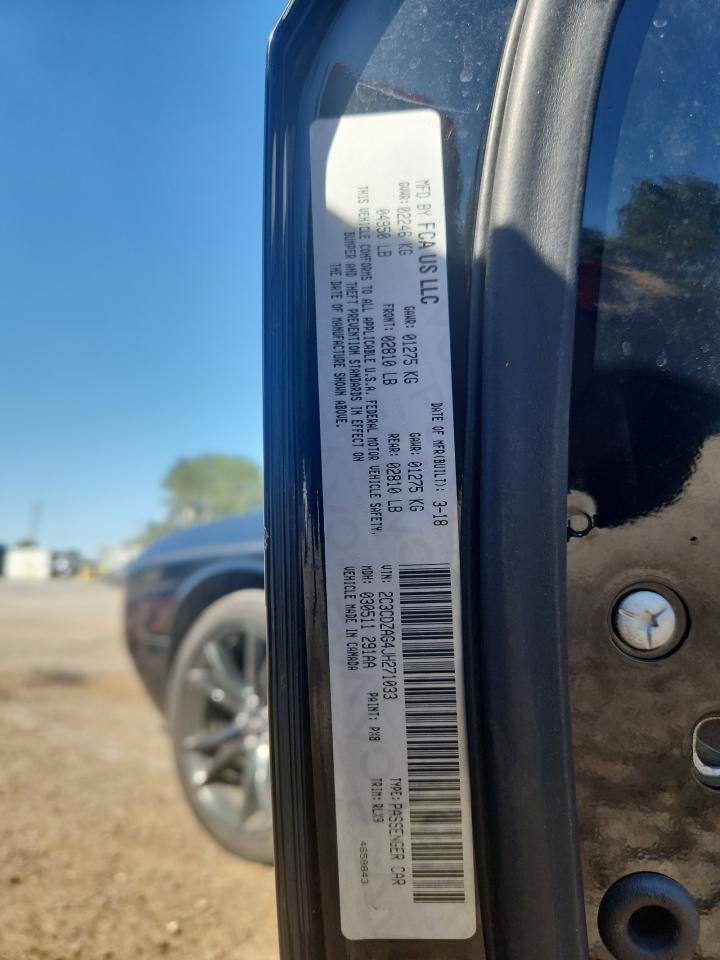 MFD BY FCA US LLC
DATE OF MFR(BUILT): 3-18
GVWR: 02246 KG GAWR: 01275 KG GAWR: 01275 KG
04950 LB FRONT: 02810 LB REAR: 02810 LB
THIS VEHICLE CONFORMS TO ALL APPLICABLE U.S.A. FEDERAL MOTOR VEHICLE SAFETY,
BUMPER AND THEFT PREVENTION STANDARDS IN EFFECT ON
THE DATE OF MANUFACTURE SHOWN ABOVE.
VIN: 2C3CDZAG4JH271033 TYPE: PASSENGER CAR
MDH: 030511 291AA PAINT: PX8 TRIM: RLX9
VEHICLE MADE IN CANADA 4658843